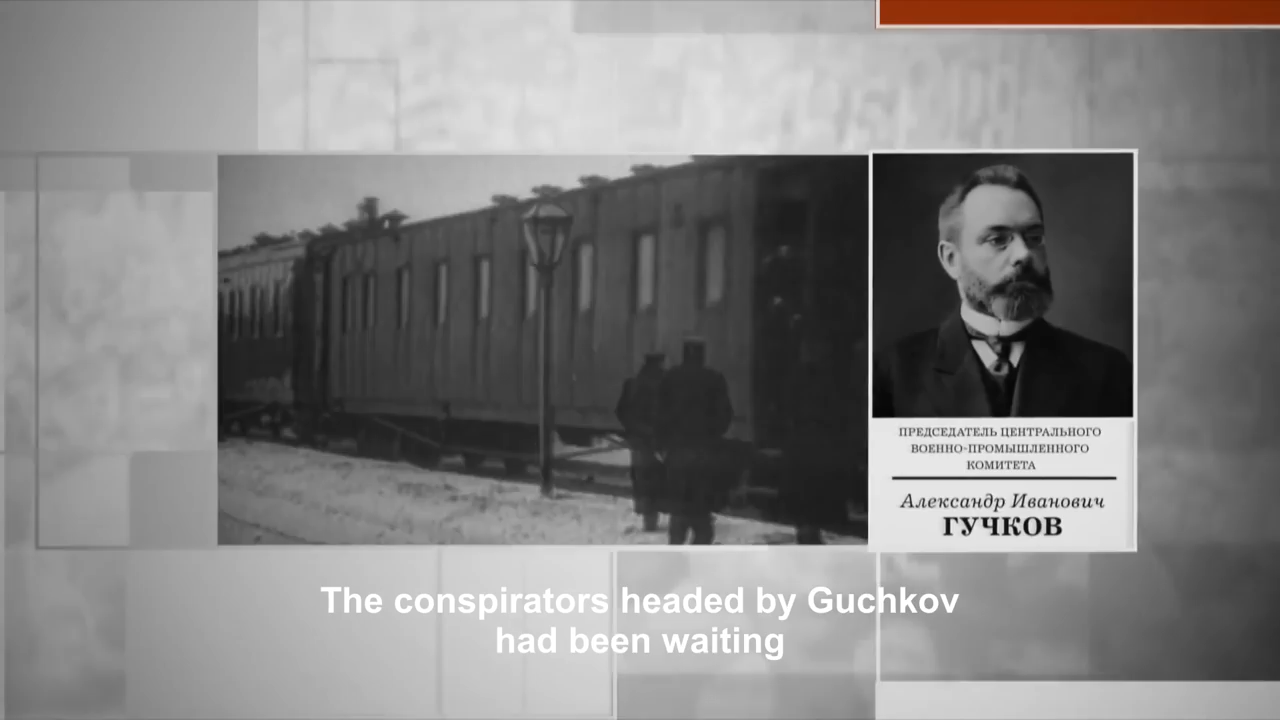 ПРЕДСЕДАТЕЛЬ ЦЕНТРАЛЬНОГО
ВОЕННО-ПРОМЫШЛЕННОГО
КОМИТЕТА
Александр Иванович
ГУЧКОВ
The conspirators headed by Guchkov
had been waiting